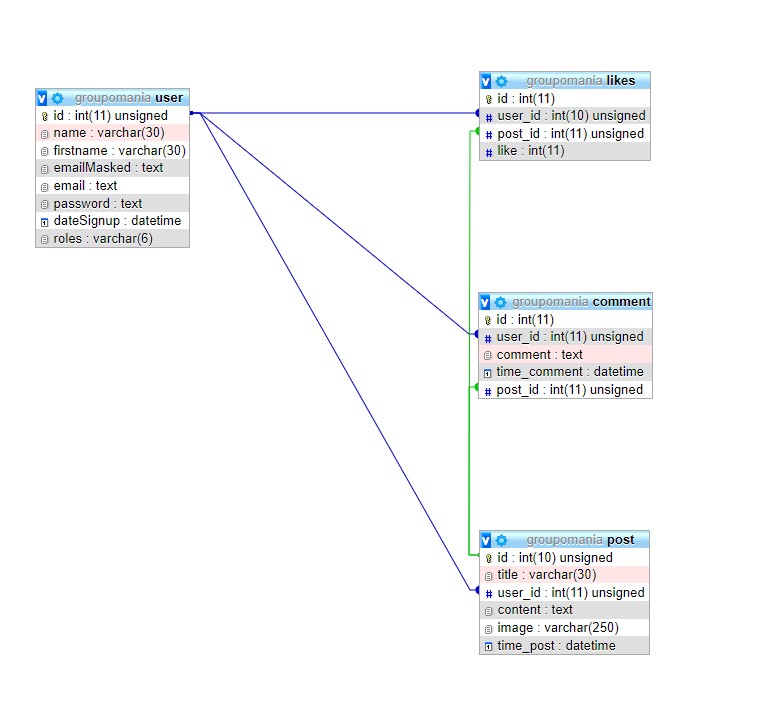 groupomania user
id : int(11) unsigned
name : varchar(30)
firstname : varchar(30)
emailMasked : text
email : text
password : text
dateSignup : datetime
roles : varchar(6)
groupomania likes
id : int(11)
user_id : int(10) unsigned
post_id : int(11) unsigned
like : int(11)
groupomania comment
id : int(11)
user_id : int(11) unsigned
comment : text
time_comment : datetime
post_id : int(11) unsigned
groupomania post
id : int(10) unsigned
title : varchar(30)
user_id : int(11) unsigned
content : text
image : varchar(250)
time_post : datetime